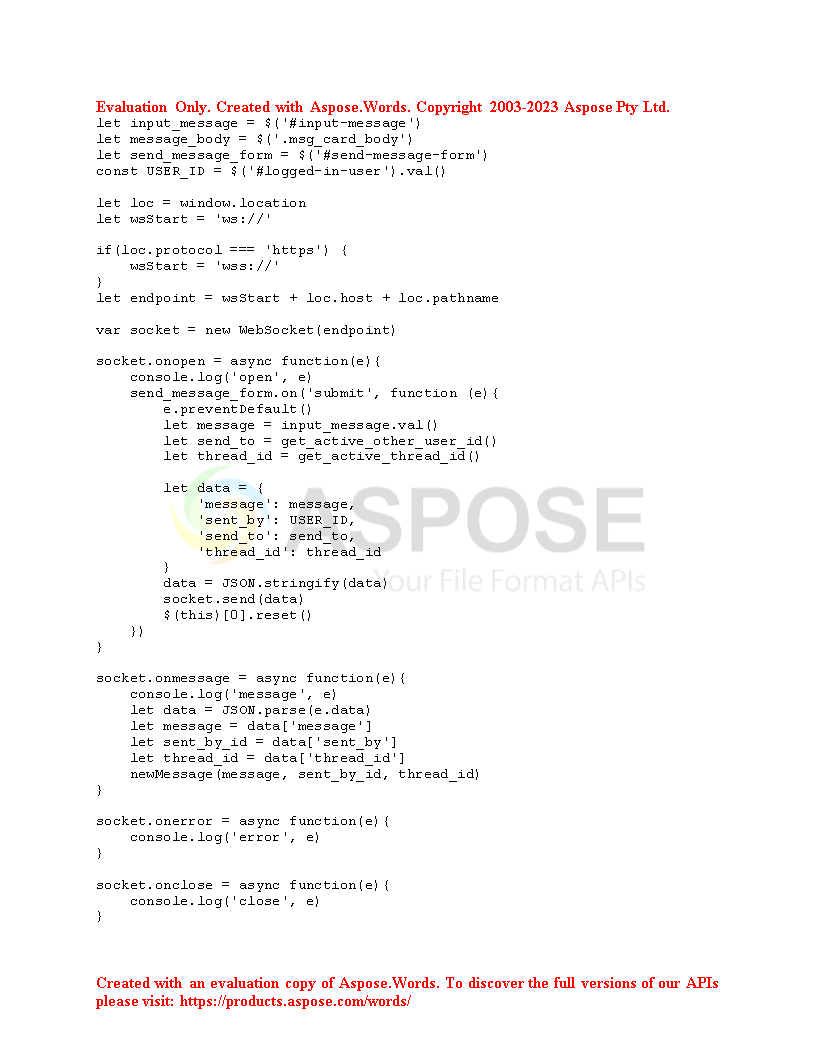 Evaluation Only. Created with Aspose.Words. Copyright 2003-2023 Aspose Pty Ltd.
let input_message = $('#input-message')
let message_body = $('.msg_card_body')
let send_message_form = $('#send-message-form')
const USER_ID = $('#logged-in-user').val()

let loc = window.location
let wsStart = 'ws://'

if(loc.protocol === 'https') {
    wsStart = 'wss://'
}
let endpoint = wsStart + loc.host + loc.pathname

var socket = new WebSocket(endpoint)

socket.onopen = async function(e){
    console.log('open', e)
    send_message_form.on('submit', function (e){
        e.preventDefault()
        let message = input_message.val()
        let send_to = get_active_other_user_id()
        let thread_id = get_active_thread_id()

        let data = {
            'message': message,
            'sent_by': USER_ID,
            'send_to': send_to,
            'thread_id': thread_id
        }
        data = JSON.stringify(data)
        socket.send(data)
        $(this)[0].reset()
    })
}

socket.onmessage = async function(e){
    console.log('message', e)
    let data = JSON.parse(e.data)
    let message = data['message']
    let sent_by_id = data['sent_by']
    let thread_id = data['thread_id']
    newMessage(message, sent_by_id, thread_id)
}

socket.onerror = async function(e){
    console.log('error', e)
}

socket.onclose = async function(e){
    console.log('close', e)
}
ASPOSE
Your File Format APIs
Created with an evaluation copy of Aspose.Words. To discover the full versions of our APIs
please visit: https://products.aspose.com/words/